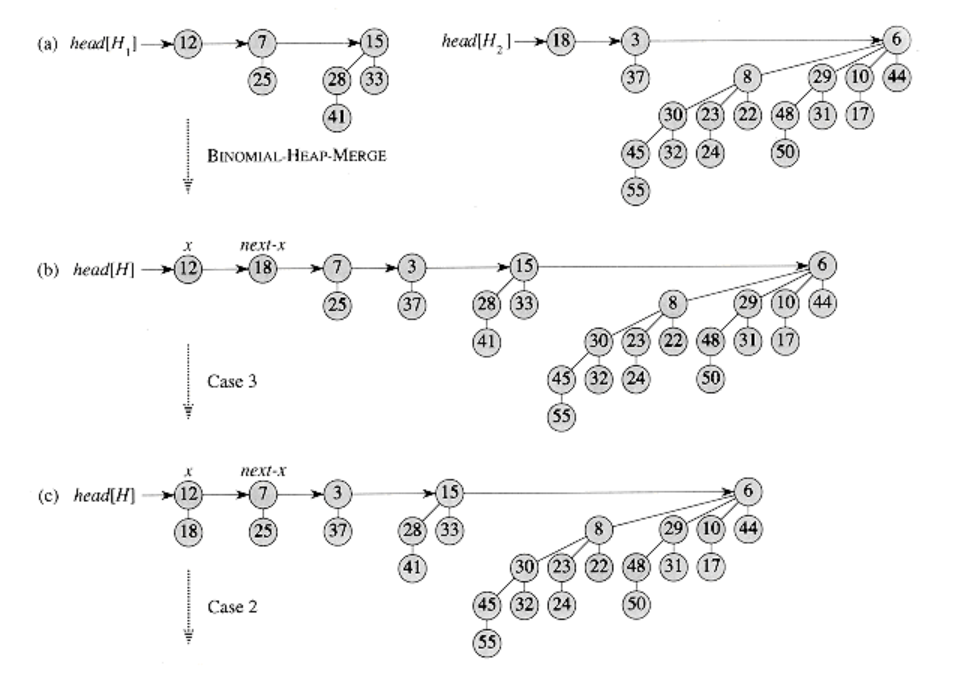 (a) head[H1] 12 7 15 head[H2] 18 3 6
25 28 33 37 8 29 10 44
41 30 23 22 48 31 17
BINOMIAL-HEAP-MERGE 45 32 24 50
55
x next-x
(b) head[H] 12 18 7 3 15 6
25 37 28 33 8 29 10 44
41 30 23 22 48 31 17
Case 3 45 32 24 50
55
x next-x
(c) head[H] 12 7 3 15 6
18 25 37 28 33 8 29 10 44
41 30 23 22 48 31 17
Case 2 45 32 24 50
55